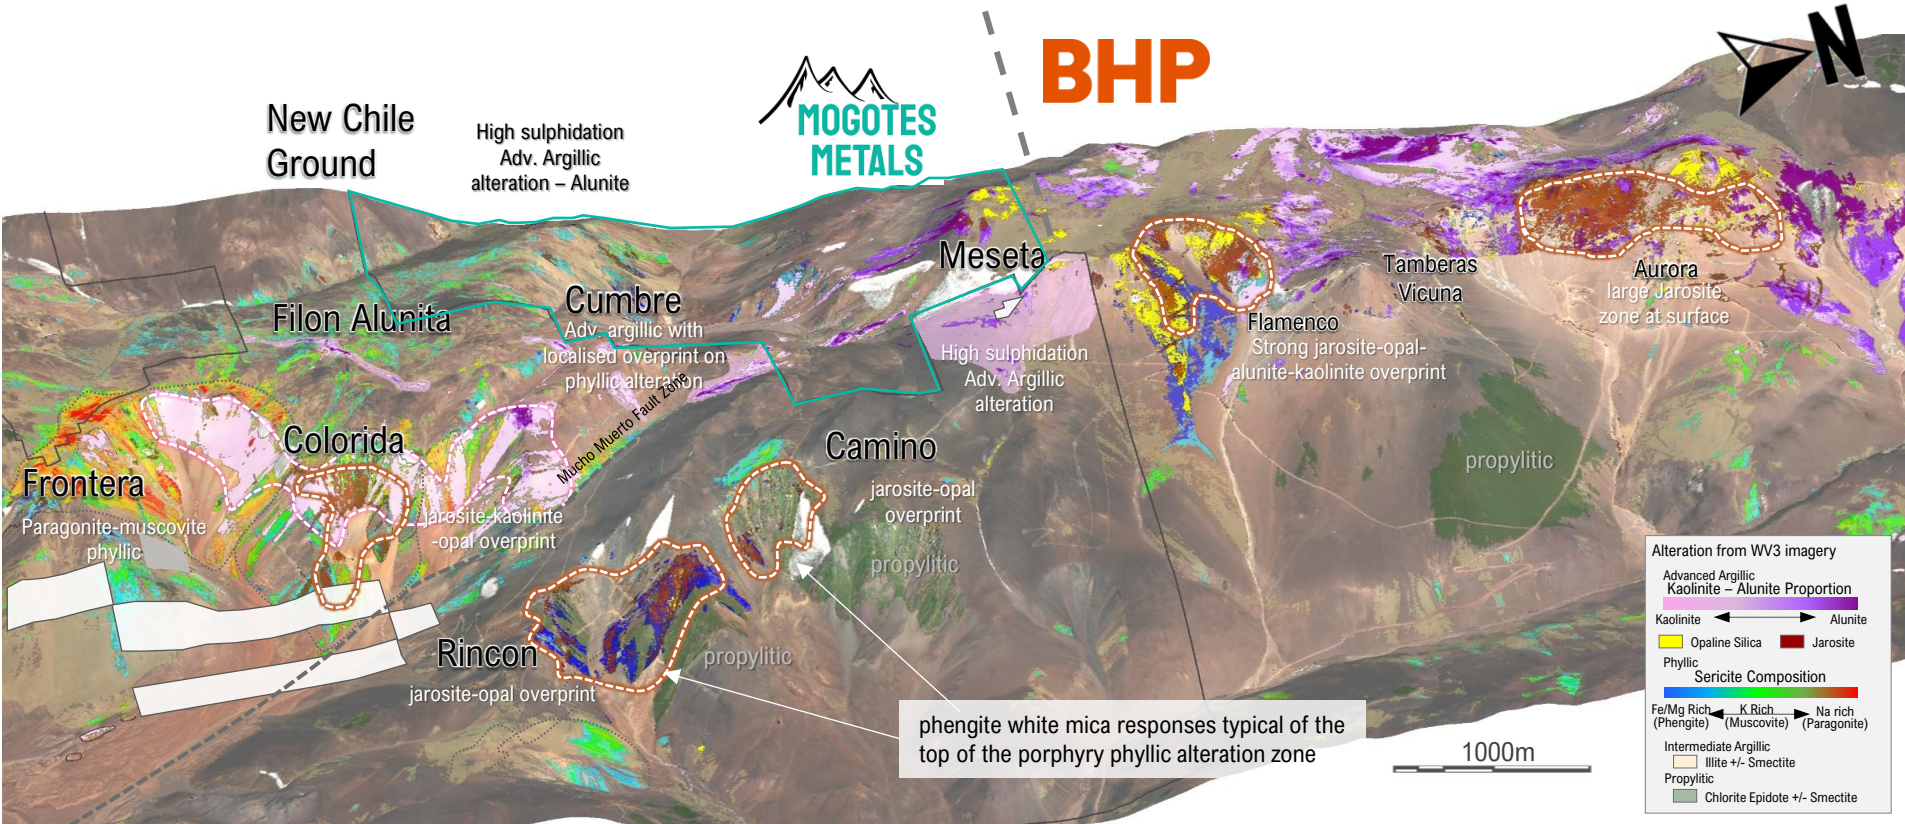 New Chile
Ground
High sulphidation
Adv. Argillic
alteration – Alunite
MOGOTES
METALS
BHP
N
Meseta
Filon Alunita
Cumbre
Adv. argillic with
localised overprint on
phyllic alteration
Mucho Muerto Fault Zone
High sulphidation
Adv. Argillic
alteration
Flamenco
Strong jarosite-opal-
alunite-kaolinite overprint
Tamberas
Vicuna
Aurora
large Jarosite
zone at surface
Colorida
jarosite-kaolinite
-opal overprint
Frontera
Paragonite-muscovite
phyllic
Camino
jarosite-opal
overprint
propylitic
propylitic
Rincon
jarosite-opal overprint
propylitic
phengite white mica responses typical of the
top of the porphyry phyllic alteration zone
1000m
Alteration from WV3 imagery
Advanced Argillic
Kaolinite – Alunite Proportion
Kaolinite Alunite
Opaline Silica Jarosite
Phyllic
Sericite Composition
Fe/Mg Rich K Rich Na rich
(Phengite) (Muscovite) (Paragonite)
Intermediate Argillic
Illite +/- Smectite
Propylitic
Chlorite Epidote +/- Smectite